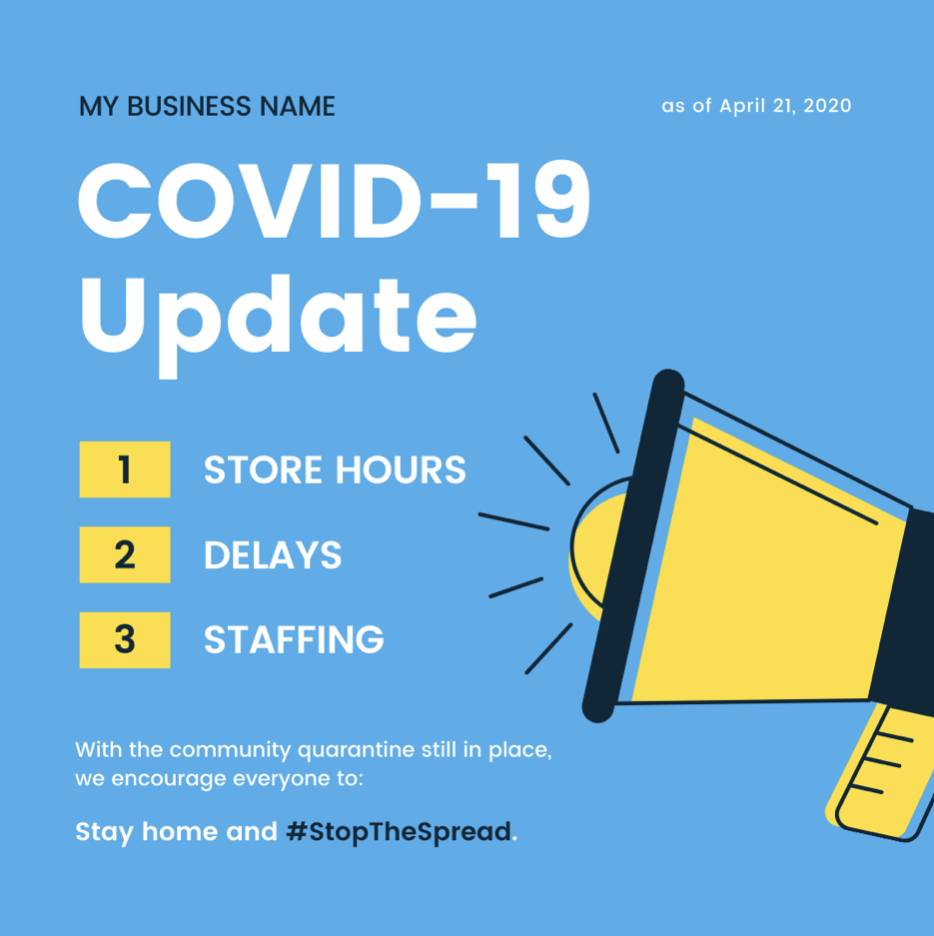 MY BUSINESS NAME
as of April 21, 2020
COVID-19
Update
1 STORE HOURS
2 DELAYS
3 STAFFING
With the community quarantine still in place,
we encourage everyone to:
Stay home and #StopTheSpread.